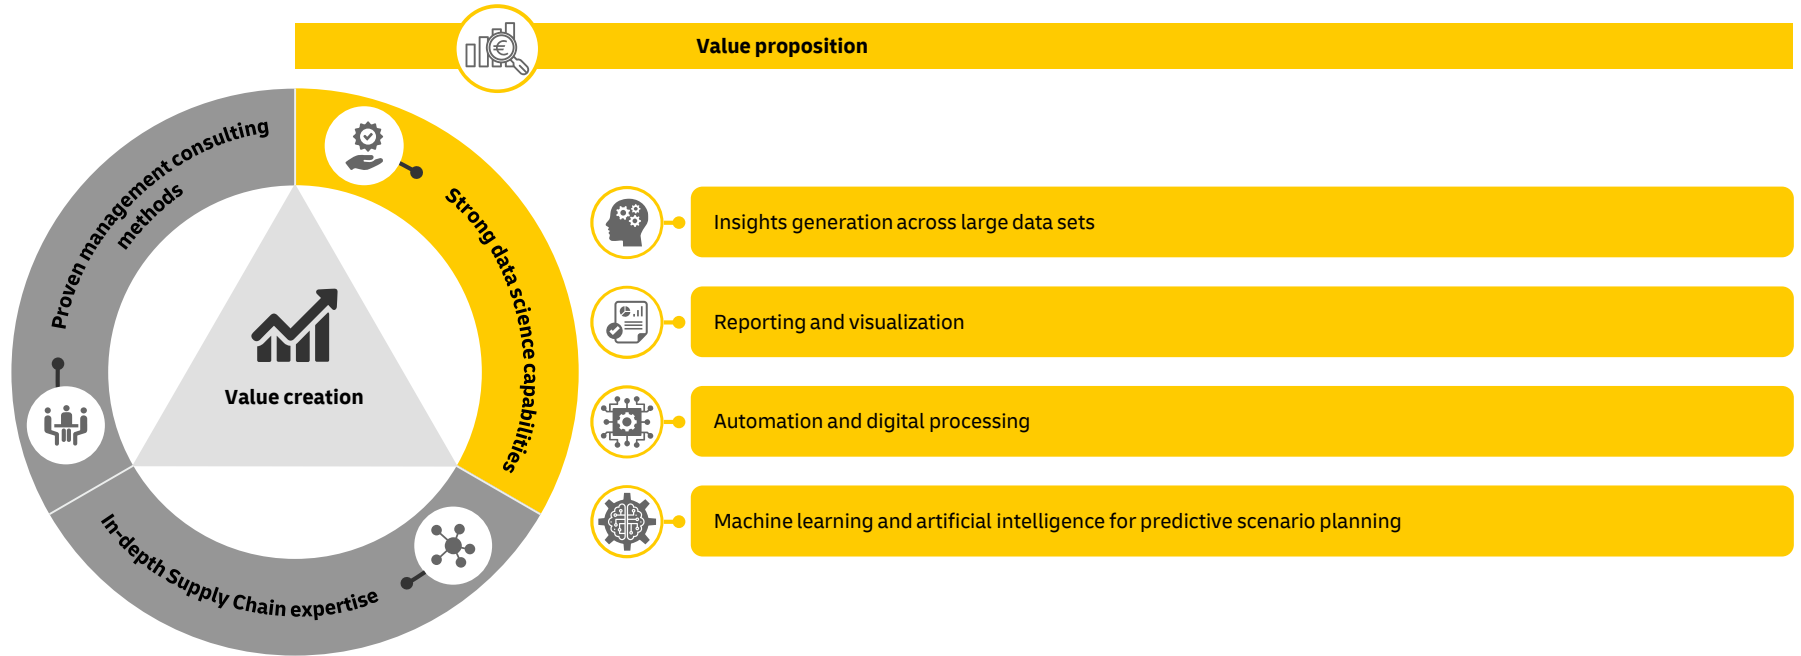 Value proposition
Proven management consulting
methods
Strong data science capabilities
In-depth Supply Chain expertise
Value creation
Insights generation across large data sets
Reporting and visualization
Automation and digital processing
Machine learning and artificial intelligence for predictive scenario planning